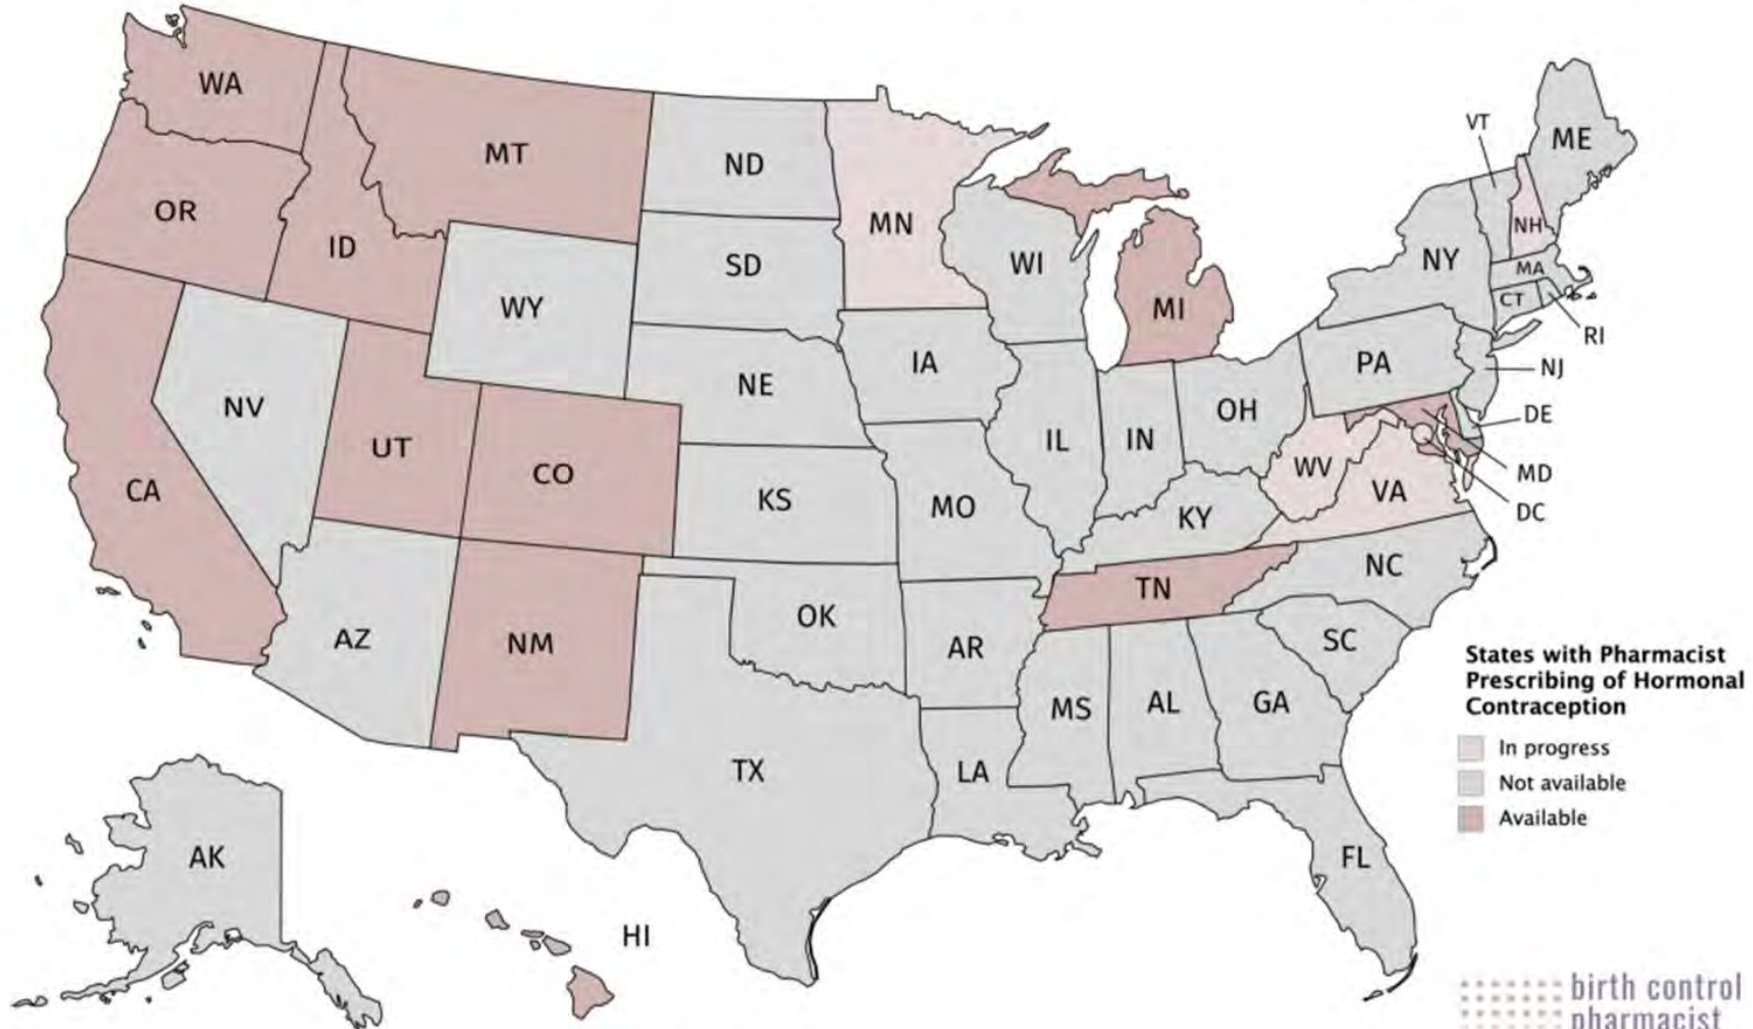 WA
MT
ND
MN
VT
ME
OR
ID
SD
WI
NH
NY
MA
WY
MI
CT
RI
IA
PA
NJ
NE
NV
OH
DE
UT
CO
IL
IN
WV
MD
CA
KS
MO
VA
DC
KY
NC
TN
OK
AZ
NM
AR
SC
MS
AL
GA
TX
LA
AK
FL
HI
States with Pharmacist
Prescribing of Hormonal
Contraception
In progress
Not available
Available
birth control
pharmacist